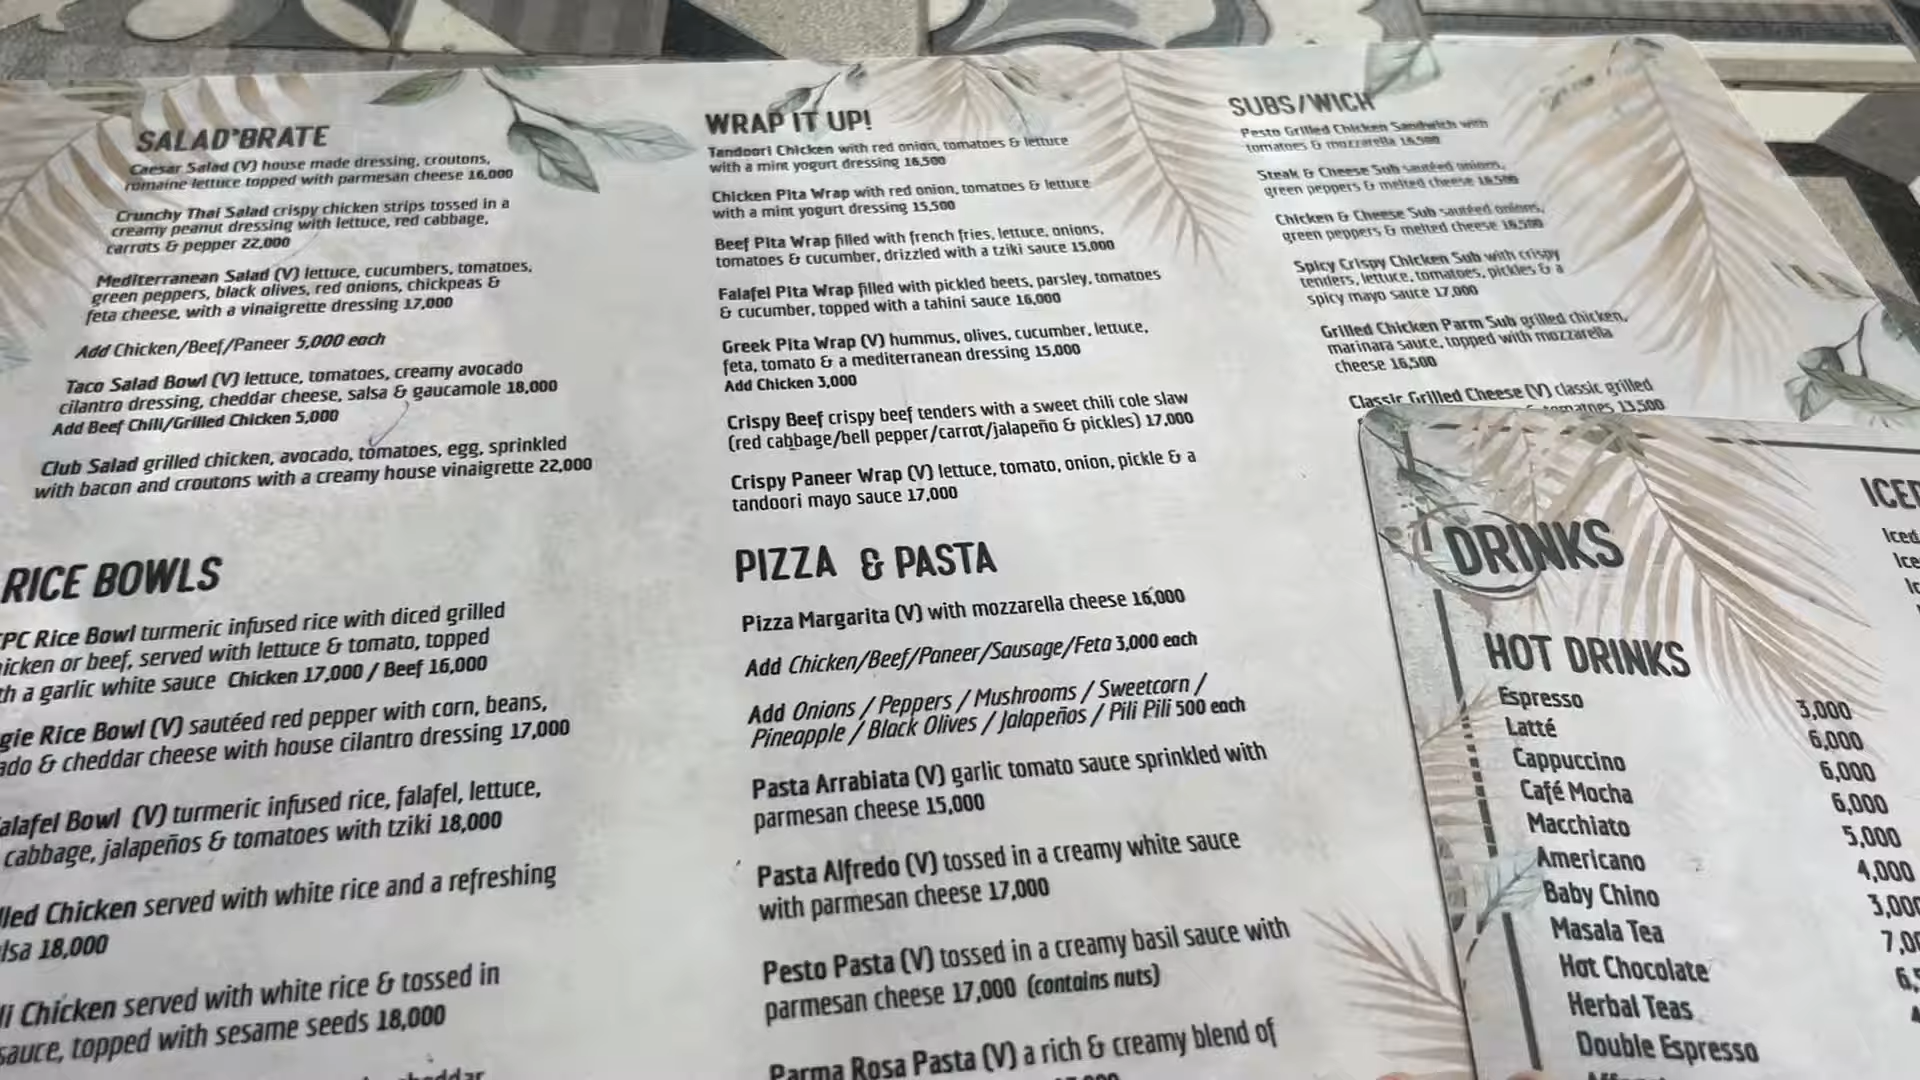 SALAD'BRATE
Caesar Salad (V) house made dressing, croutons,
romaine lettuce topped with parmesan cheese 16,000
Crunchy Thai Salad crispy chicken strips tossed in a
creamy peanut dressing with lettuce, red cabbage,
carrots & pepper 22,000
Mediterranean Salad (V) lettuce, cucumbers, tomatoes,
green peppers, black olives, red onions, chickpeas &
feta cheese, with a vinaigrette dressing 17,000
Add Chicken/Beef/Paneer 5,000 each
Taco Salad Bowl (V) lettuce, tomatoes, creamy avocado
cilantro dressing, cheddar cheese, salsa & gaucamole 18,000
Add Beef Chili/Grilled Chicken 5,000
Club Salad grilled chicken, avocado, tomatoes, egg, sprinkled
with bacon and croutons with a creamy house vinaigrette 22,000
RICE BOWLS
Rice Bowl turmeric infused rice with diced grilled
or beef, served with lettuce & tomato, topped
a garlic white sauce Chicken 17,000 / Beef 16,000
Rice Bowl (V) sautéed red pepper with corn, beans,
& cheddar cheese with house cilantro dressing 17,000
Bowl (V) turmeric infused rice, falafel, lettuce,
cabbage, jalapeños & tomatoes with tziki 18,000
Chicken served with white rice and a refreshing
18,000
Chicken served with white rice & tossed in
sauce, topped with sesame seeds 18,000
WRAP IT UP!
Tandoori Chicken with red onion, tomatoes & lettuce
with a mint yogurt dressing 16,500
Chicken Pita Wrap with red onion, tomatoes & lettuce
with a mint yogurt dressing 15,500
Beef Pita Wrap filled with french fries, lettuce, onions,
tomatoes & cucumber, drizzled with a tziki sauce 15,000
Falafel Pita Wrap filled with pickled beets, parsley, tomatoes
& cucumber, topped with a tahini sauce 16,000
Greek Pita Wrap (V) hummus, olives, cucumber, lettuce,
feta, tomato & a mediterranean dressing 15,000
Add Chicken 3,000
Crispy Beef crispy beef tenders with a sweet chili cole slaw
(red cabbage/bell pepper/carrot/jalapeño & pickles) 17,000
Crispy Paneer Wrap (V) lettuce, tomato, onion, pickle & a
tandoori mayo sauce 17,000
PIZZA & PASTA
Pizza Margarita (V) with mozzarella cheese 16,000
Add Chicken/Beef/Paneer/Sausage/Feta 3,000 each
Add Onions / Peppers / Mushrooms / Sweetcorn /
Pineapple / Black Olives / Jalapeños / Pili Pili 500 each
Pasta Arrabiata (V) garlic tomato sauce sprinkled with
parmesan cheese 15,000
Pasta Alfredo (V) tossed in a creamy white sauce
with parmesan cheese 17,000
Pesto Pasta (V) tossed in a creamy basil sauce with
parmesan cheese 17,000 (contains nuts)
Parma Rosa Pasta (V) a rich & creamy blend of
SUBS/WICH
Pesto Grilled Chicken Sandwich with
tomatoes & mozzarella
Steak & Cheese Sub sautéed onions,
green peppers & melted cheese
Chicken & Cheese Sub sautéed onions,
green peppers & melted cheese
Spicy Crispy Chicken Sub with crispy
tenders, lettuce, tomatoes, pickles & a
spicy mayo sauce 17,000
Grilled Chicken Parm Sub grilled chicken,
marinara sauce, topped with mozzarella
cheese 16,500
Classic Grilled Cheese (V) classic grilled
13,500
DRINKS
HOT DRINKS
Espresso 3,000
Latté 6,000
Cappuccino 6,000
Café Mocha 6,000
Macchiato 5,000
Americano 4,000
Baby Chino 3,000
Masala Tea
Hot Chocolate
Herbal Teas
Double Espresso
Iced